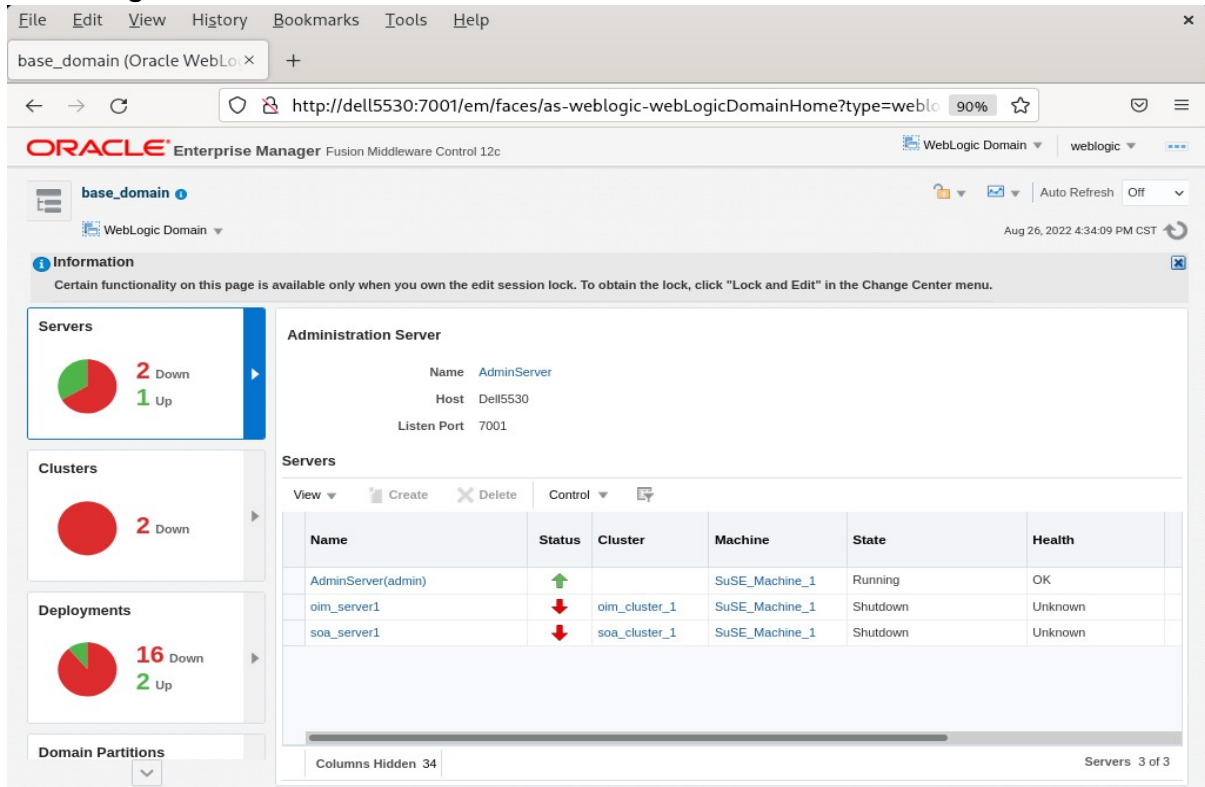 File Edit View History Bookmarks Tools Help
base_domain (Oracle WebLo
http://dell5530:7001/em/faces/as-weblogic-webLogicDomainHome?type=weblo 90%
ORACLE Enterprise Manager Fusion Middleware Control 12c WebLogic Domain weblogic
base_domain Auto Refresh Off
WebLogic Domain Aug 26, 2022 4:34:09 PM CST
Information
Certain functionality on this page is available only when you own the edit session lock. To obtain the lock, click "Lock and Edit" in the Change Center menu.
Servers
2 Down
1 Up
Clusters
2 Down
Deployments
16 Down
2 Up
Domain Partitions
Administration Server
Name AdminServer
Host Dell5530
Listen Port 7001
Servers
View Create Delete Control
Name Status Cluster Machine State Health
AdminServer(admin) SuSE_Machine_1 Running OK
oim_server1 oim_cluster_1 SuSE_Machine_1 Shutdown Unknown
soa_server1 soa_cluster_1 SuSE_Machine_1 Shutdown Unknown
Columns Hidden 34 Servers 3 of 3